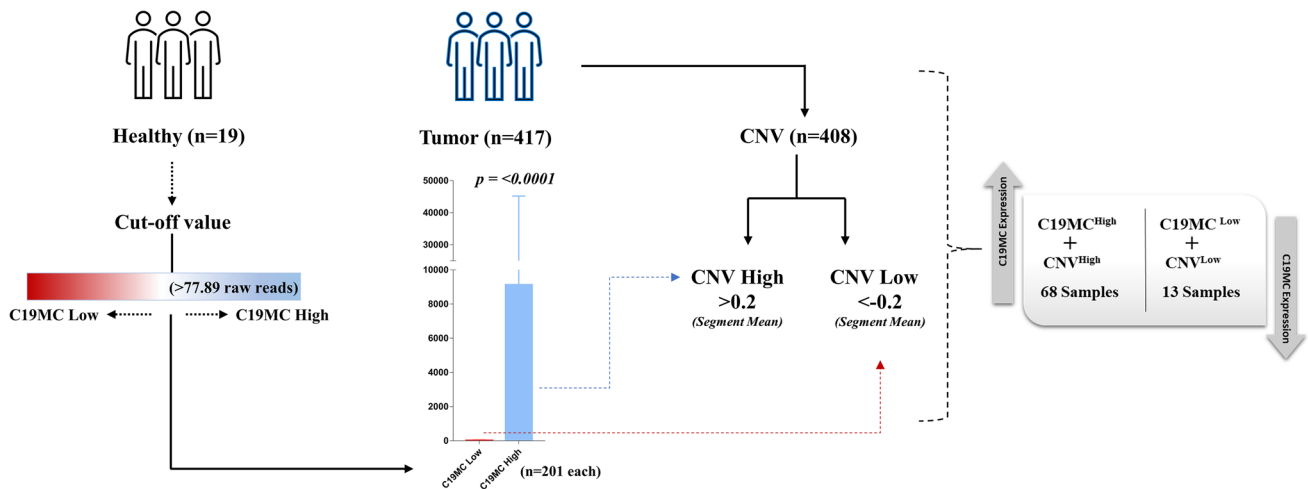 Healthy (n=19)
Cut-off value
(>77.89 raw reads)
C19MC Low
C19MC High
Tumor (n=417)
p = <0.0001
50000
40000
30000
20000
10000
8000
6000
4000
2000
0
C19MC Low
C19MC High
(n=201 each)
CNV (n=408)
CNV High
>0.2
(Segment Mean)
CNV Low
<-0.2
(Segment Mean)
C19MC Expression
C19MC^High
+
CNV^High
68 Samples
C19MC ^Low
+
CNV^Low
13 Samples
C19MC Expression